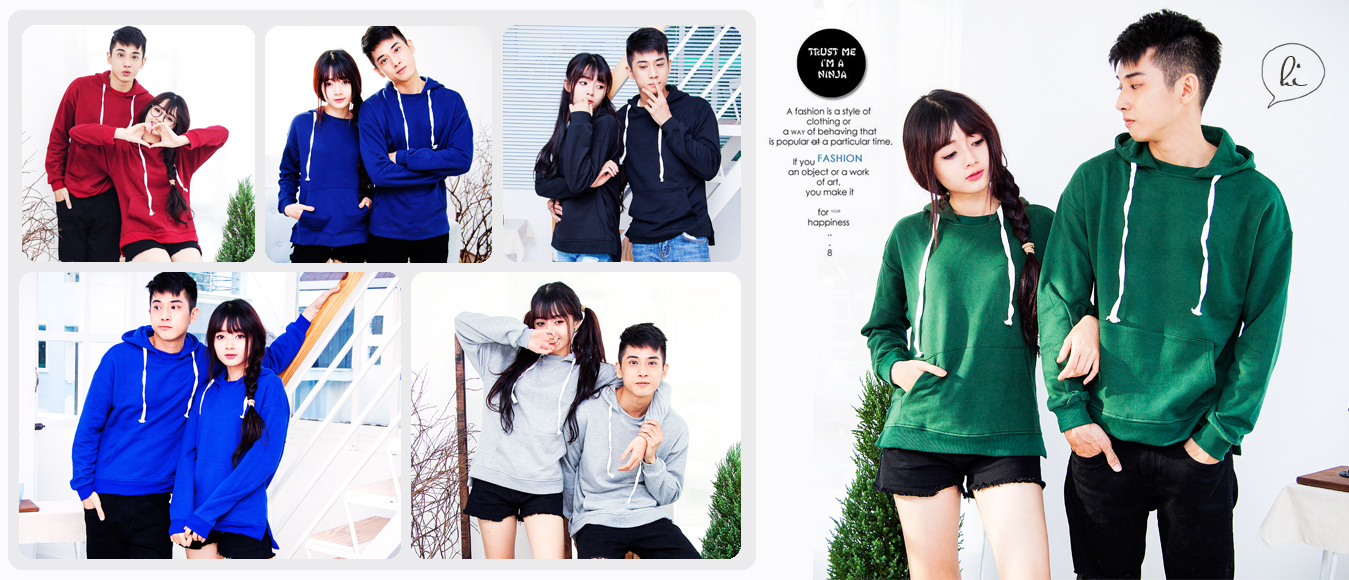 TRUST ME
I'M A
NINJA
A fashion is a style of
clothing or
a WAY of behaving that
is popular at a particular time.
If you FASHION
an object or a work
of art,
you make it
for YOUR
happiness
..
.
8
hi